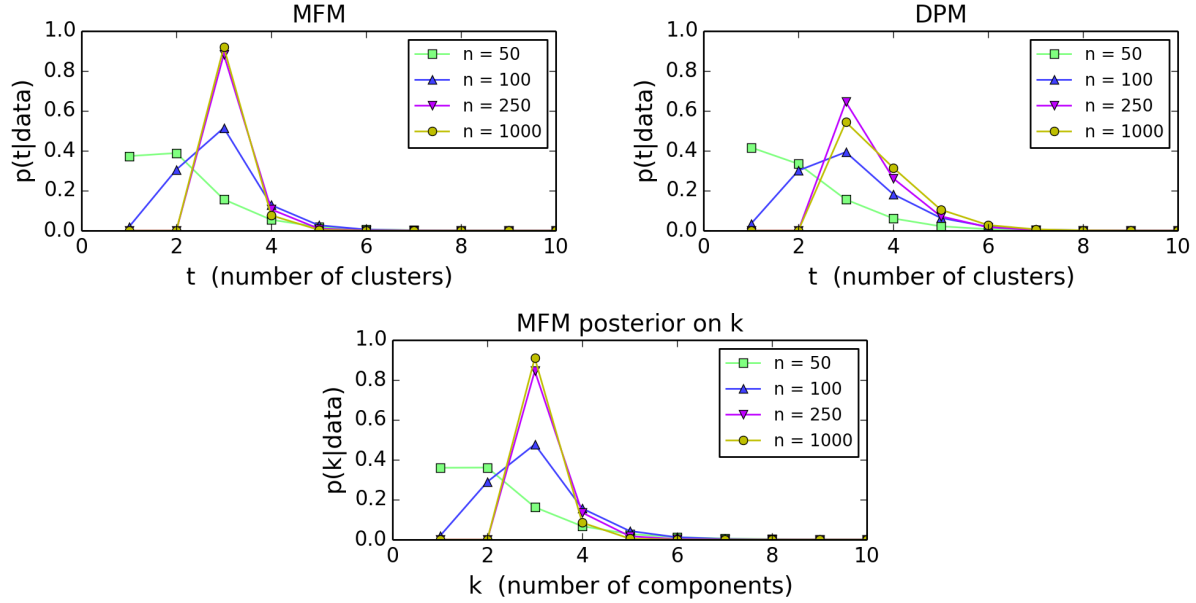 MFM
1.0
0.8
0.6
0.4
0.2
0.0
p(t|data)
n = 50
n = 100
n = 250
n = 1000
0 2 4 6 8 10
t (number of clusters)
DPM
1.0
0.8
0.6
0.4
0.2
0.0
p(t|data)
n = 50
n = 100
n = 250
n = 1000
0 2 4 6 8 10
t (number of clusters)
MFM posterior on k
1.0
0.8
0.6
0.4
0.2
0.0
p(k|data)
n = 50
n = 100
n = 250
n = 1000
0 2 4 6 8 10
k (number of components)